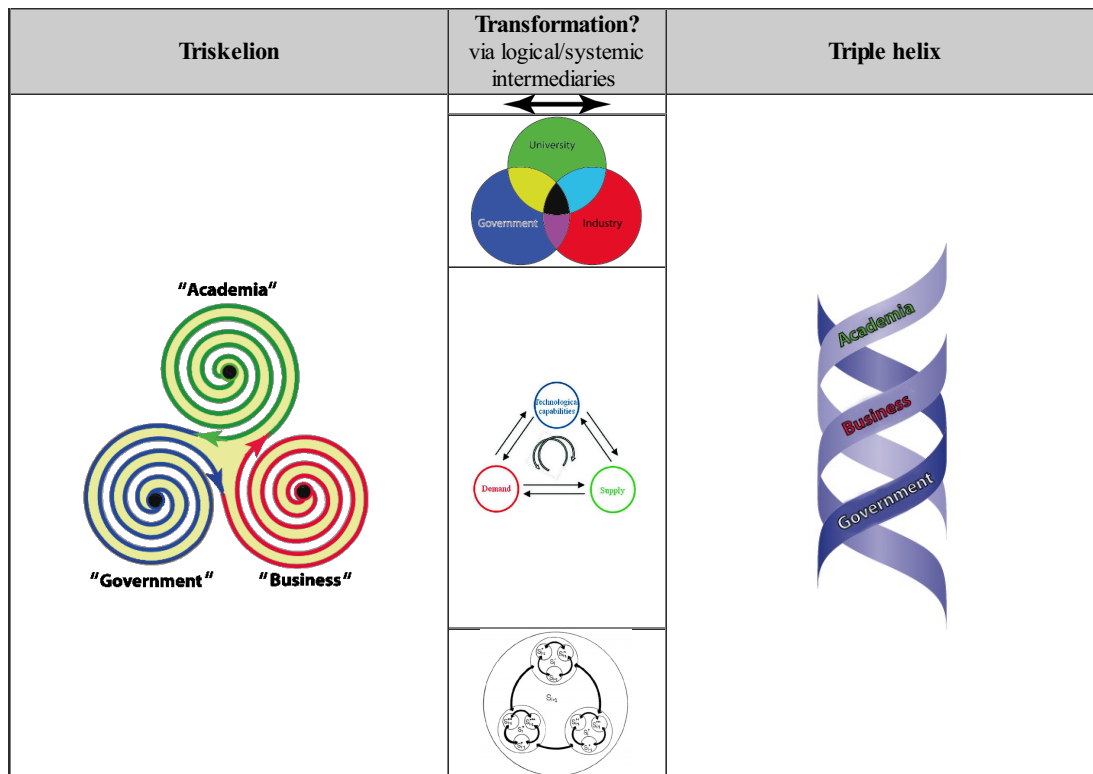 Triskelion
Transformation?
via logical/systemic
intermediaries
Triple helix
"Academia"
"Government"
"Business"
University
Government
Industry
Technological
capabilities
Demand
Supply
Academia
Business
Government